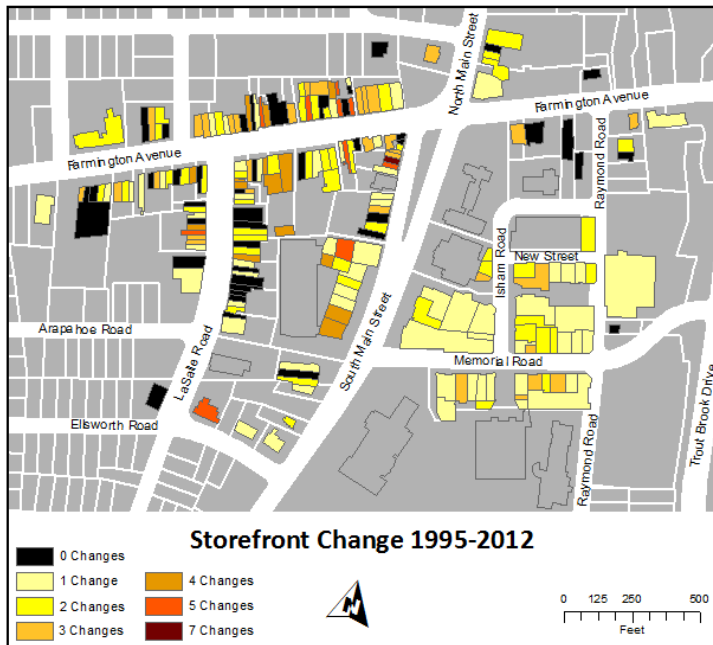 North Main Street
Farmington Avenue
Raymond Road
Farmington Avenue
Isham Road
New Street
Arapahoe Road
LaSalle Road
South Main Street
Memorial Road
Ellsworth Road
Raymond Road
Trout Brook Drive
Storefront Change 1995-2012
0 Changes
1 Change
2 Changes
3 Changes
4 Changes
5 Changes
7 Changes
N
0 125 250 500
Feet